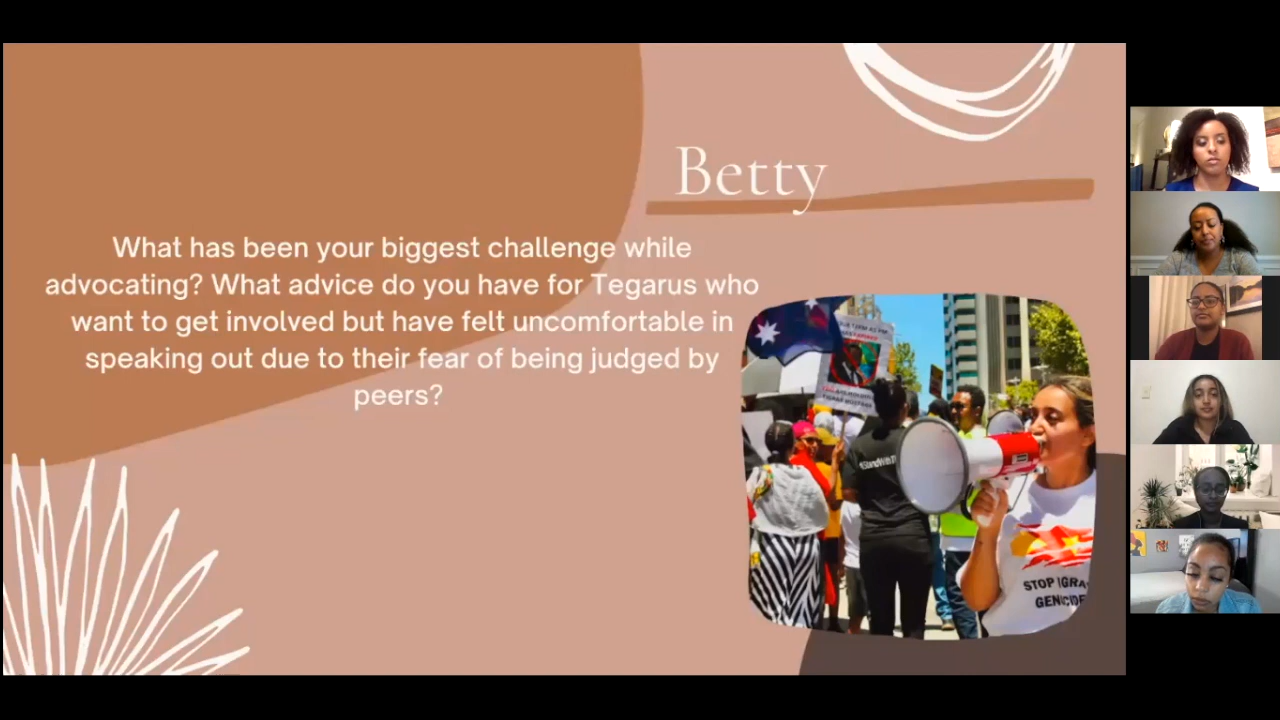 Betty
What has been your biggest challenge while
advocating? What advice do you have for Tegarus who
want to get involved but have felt uncomfortable in
speaking out due to their fear of being judged by
peers?
STOP